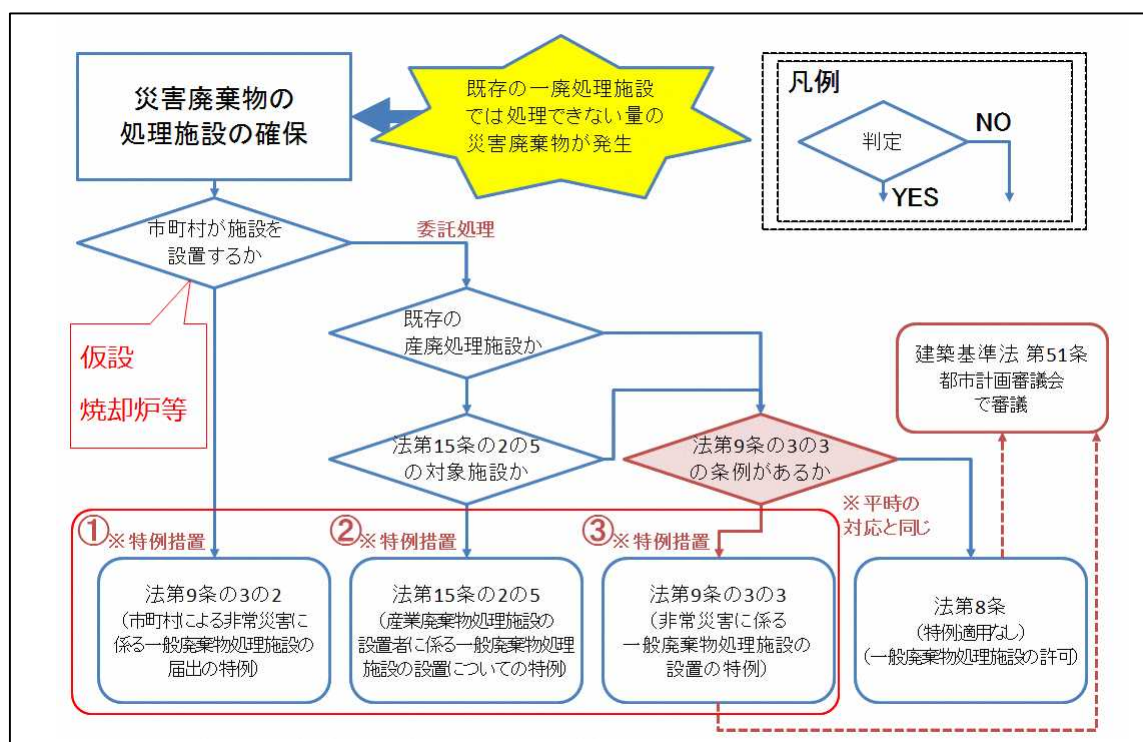 災害廃棄物の
処理施設の確保
既存の一廃処理施設
では処理できない量の
災害廃棄物が発生
凡例
判定
NO
YES
市町村が施設を
設置するか
委託処理
仮設
焼却炉等
既存の
産廃処理施設か
建築基準法 第51条
都市計画審議会
で審議
法第15条の2の5
の対象施設か
法第9条の3の3
の条例があるか
※平時の
対応と同じ
①※特例措置
②※特例措置
③※特例措置
法第9条の3の2
(市町村による非常災害に
係る一般廃棄物処理施設の
届出の特例)
法第15条の2の5
(産業廃棄物処理施設の
設置者に係る一般廃棄物処理
施設の設置についての特例)
法第9条の3の3
(非常災害に係る
一般廃棄物処理施設の
設置の特例)
法第8条
(特例適用なし)
(一般廃棄物処理施設の許可)